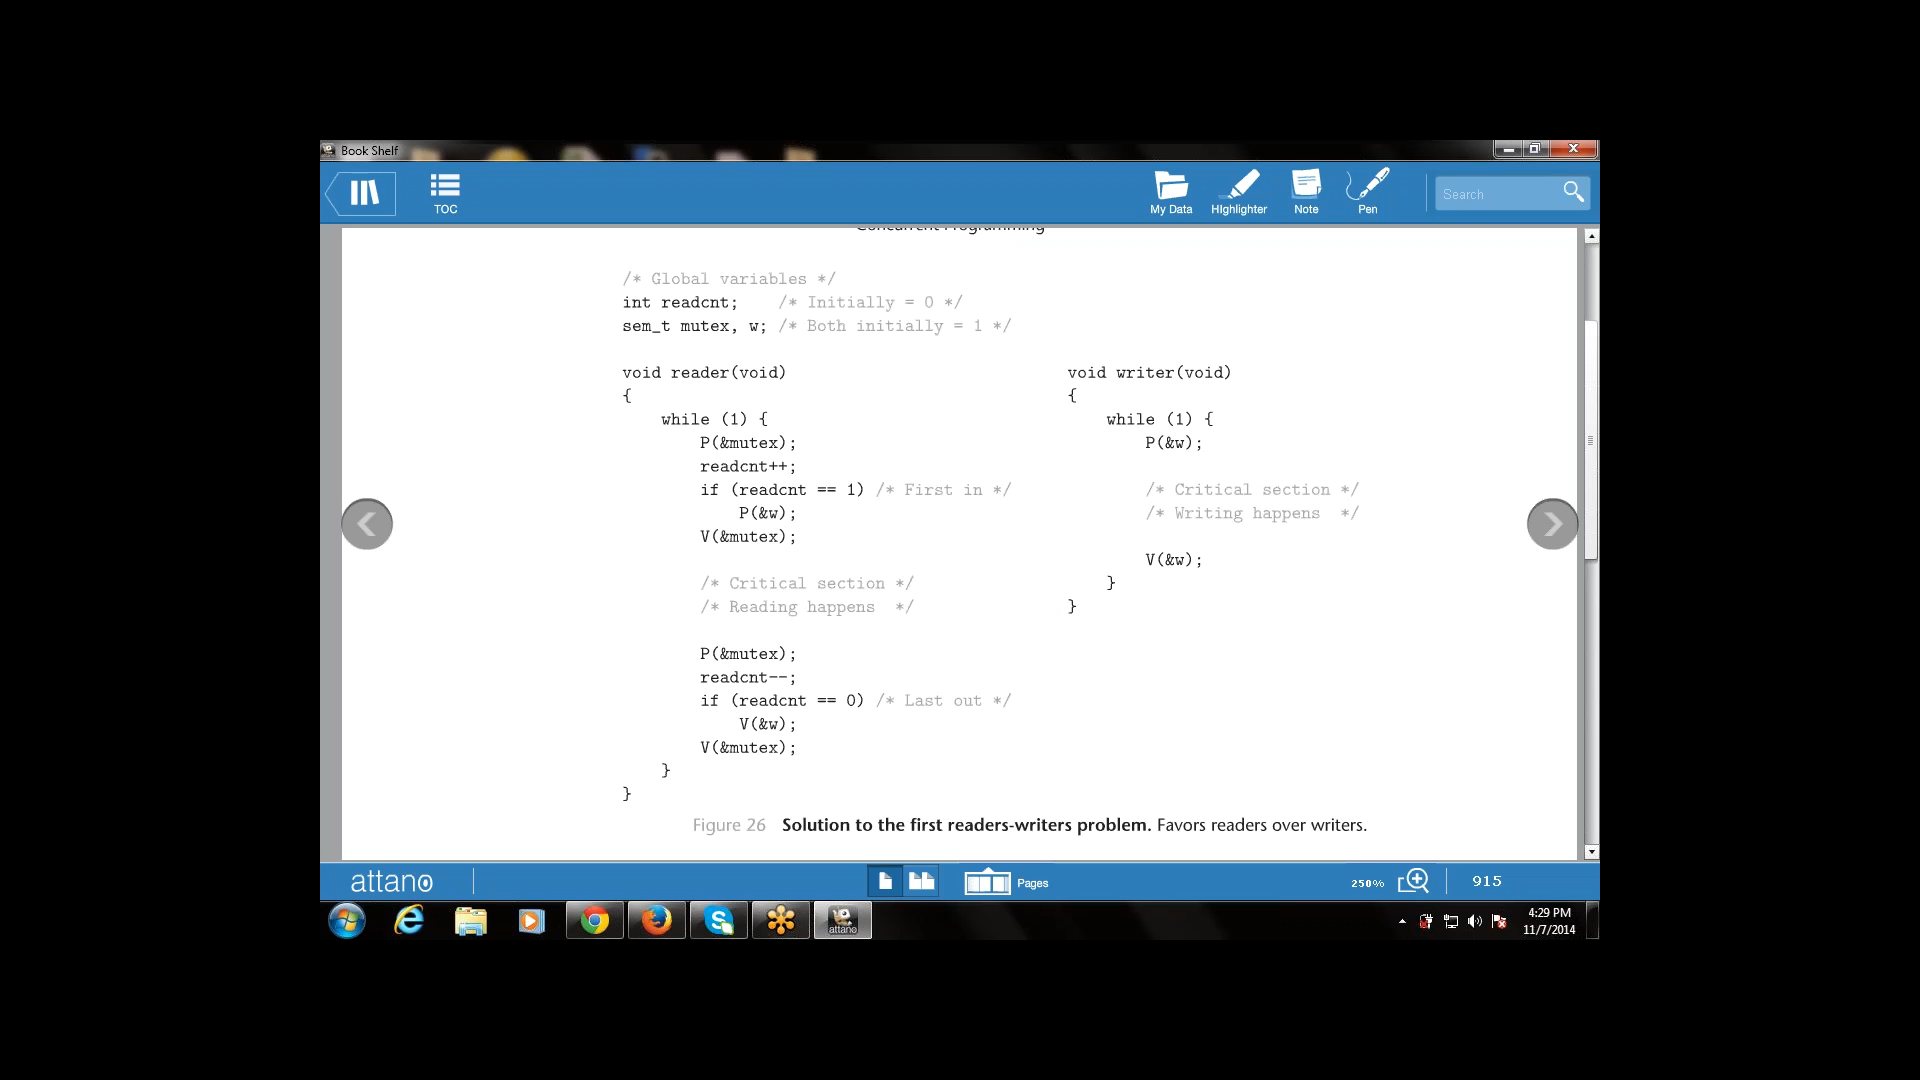 Book Shelf
TOC
My Data
HIghlighter
Note
Pen
Search
Concurrent Programming
/* Global variables */
int readcnt;    /* Initially = 0 */
sem_t mutex, w; /* Both initially = 1 */
void reader(void)
{
    while (1) {
        P(&mutex);
        readcnt++;
        if (readcnt == 1) /* First in */
            P(&w);
        V(&mutex);
        /* Critical section */
        /* Reading happens  */
        P(&mutex);
        readcnt--;
        if (readcnt == 0) /* Last out */
            V(&w);
        V(&mutex);
    }
}
void writer(void)
{
    while (1) {
        P(&w);
        /* Critical section */
        /* Writing happens  */
        V(&w);
    }
}
Figure 26 Solution to the first readers-writers problem. Favors readers over writers.
attano
Pages
250%
915
attano
4:29 PM
11/7/2014